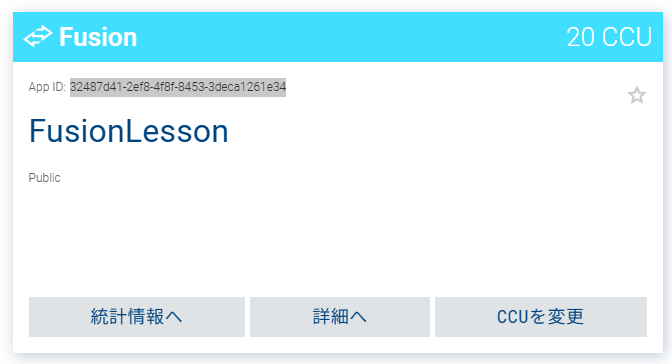 Fusion 20 CCU
App ID: 32487d41-2ef8-4f8f-8453-3deca1261e34
FusionLesson
Public
統計情報へ 詳細へ CCUを変更